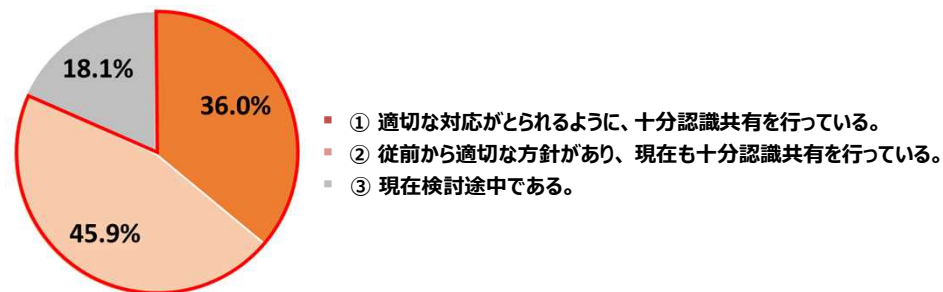 18.1%
36.0%
45.9%
① 適切な対応がとられるように、十分認識共有を行っている。
② 従前から適切な方針があり、現在も十分認識共有を行っている。
③ 現在検討途中である。